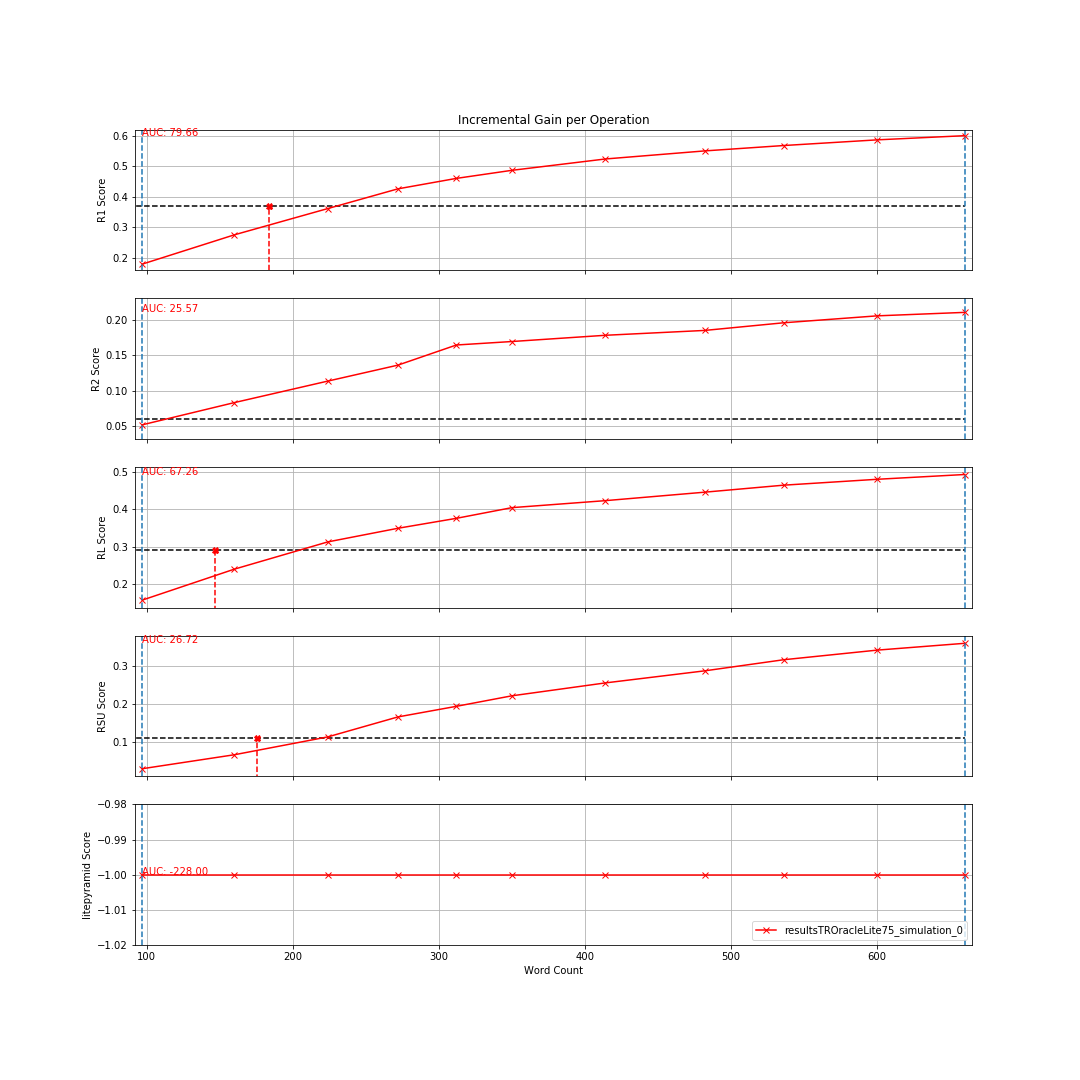 Incremental Gain per Operation
AUC: 79.66
0.6
0.5
0.4
0.3
0.2
R1 Score
AUC: 25.57
0.20
0.15
0.10
0.05
R2 Score
AUC: 67.26
0.5
0.4
0.3
0.2
RL Score
AUC: 26.72
0.3
0.2
0.1
RSU Score
−0.98
−0.99
−1.00
−1.01
−1.02
litepyramid Score
AUC: -228.00
resultsTROracleLite75_simulation_0
100 200 300 400 500 600
Word Count